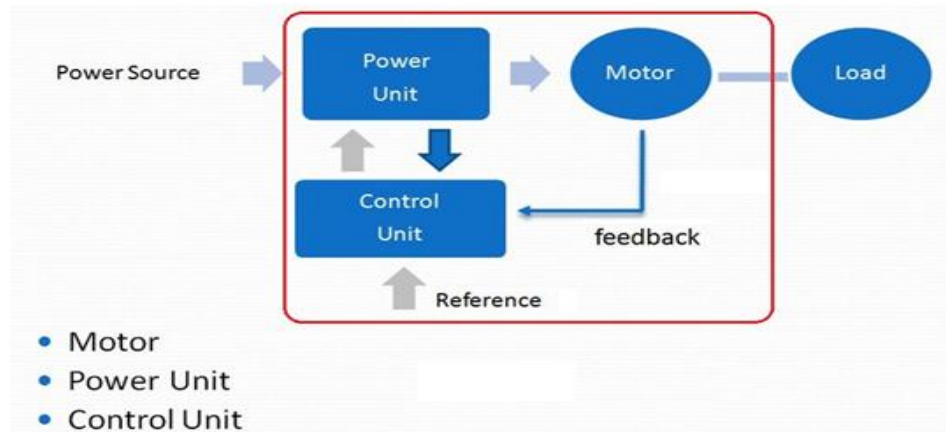 Power Source
Power
Unit
Motor
Load
Control
Unit
feedback
Reference
Motor
Power Unit
Control Unit